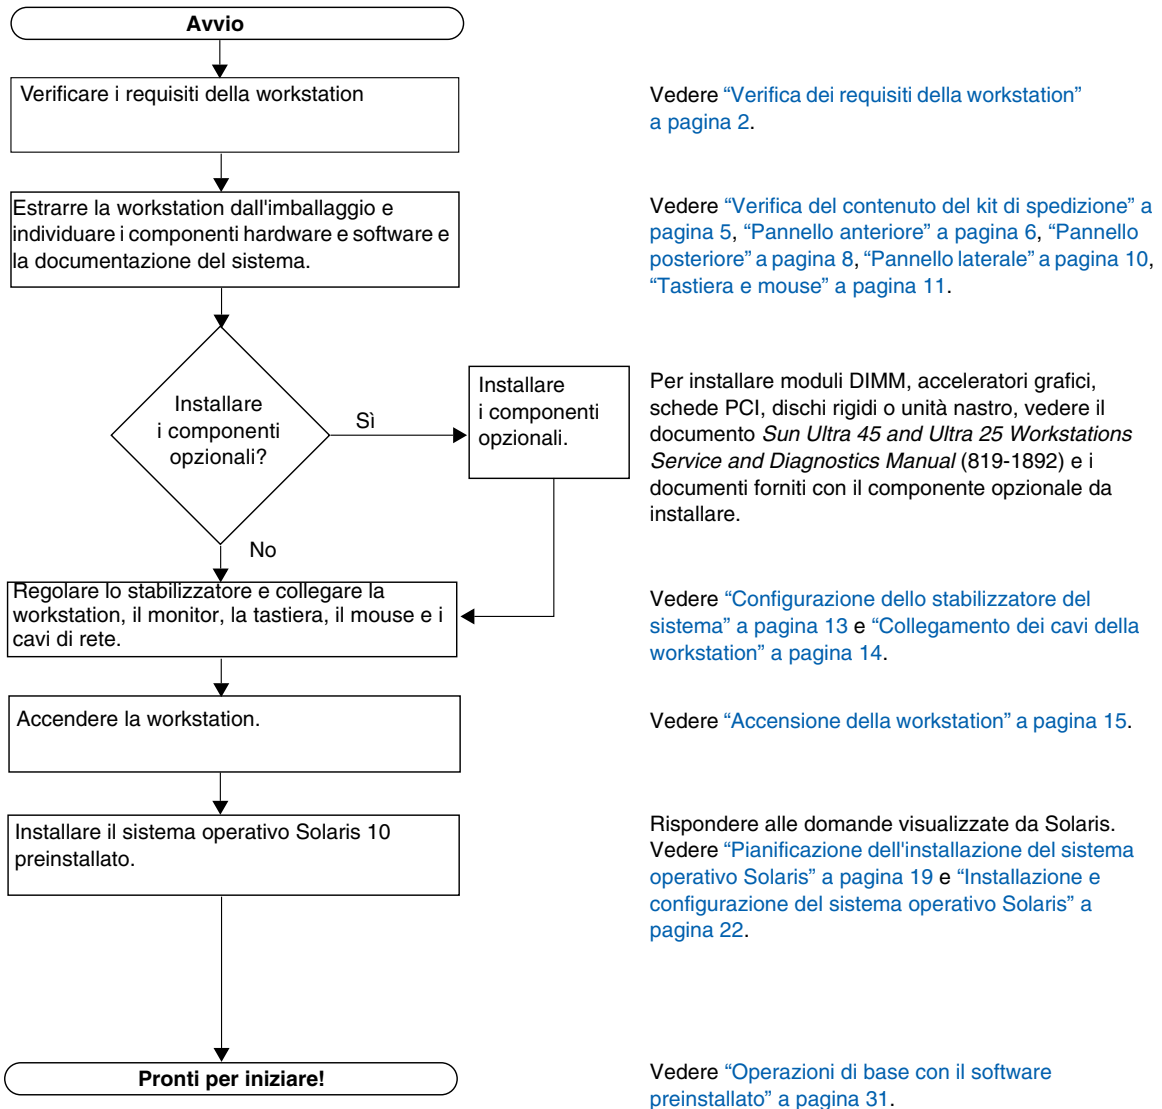 Avvio
Verificare i requisiti della workstation
Vedere “Verifica dei requisiti della workstation”
a pagina 2.
Estrarre la workstation dall'imballaggio e
individuare i componenti hardware e software e
la documentazione del sistema.
Vedere “Verifica del contenuto del kit di spedizione” a
pagina 5, “Pannello anteriore” a pagina 6, “Pannello
posteriore” a pagina 8, “Pannello laterale” a pagina 10,
“Tastiera e mouse” a pagina 11.
Installare
i componenti
opzionali?
Sì
Installare
i componenti
opzionali.
Per installare moduli DIMM, acceleratori grafici,
schede PCI, dischi rigidi o unità nastro, vedere il
documento Sun Ultra 45 and Ultra 25 Workstations
Service and Diagnostics Manual (819-1892) e i
documenti forniti con il componente opzionale da
installare.
No
Regolare lo stabilizzatore e collegare la
workstation, il monitor, la tastiera, il mouse e i
cavi di rete.
Vedere “Configurazione dello stabilizzatore del
sistema” a pagina 13 e “Collegamento dei cavi della
workstation” a pagina 14.
Accendere la workstation.
Vedere “Accensione della workstation” a pagina 15.
Installare il sistema operativo Solaris 10
preinstallato.
Rispondere alle domande visualizzate da Solaris.
Vedere “Pianificazione dell'installazione del sistema
operativo Solaris” a pagina 19 e “Installazione e
configurazione del sistema operativo Solaris” a
pagina 22.
Pronti per iniziare!
Vedere “Operazioni di base con il software
preinstallato” a pagina 31.